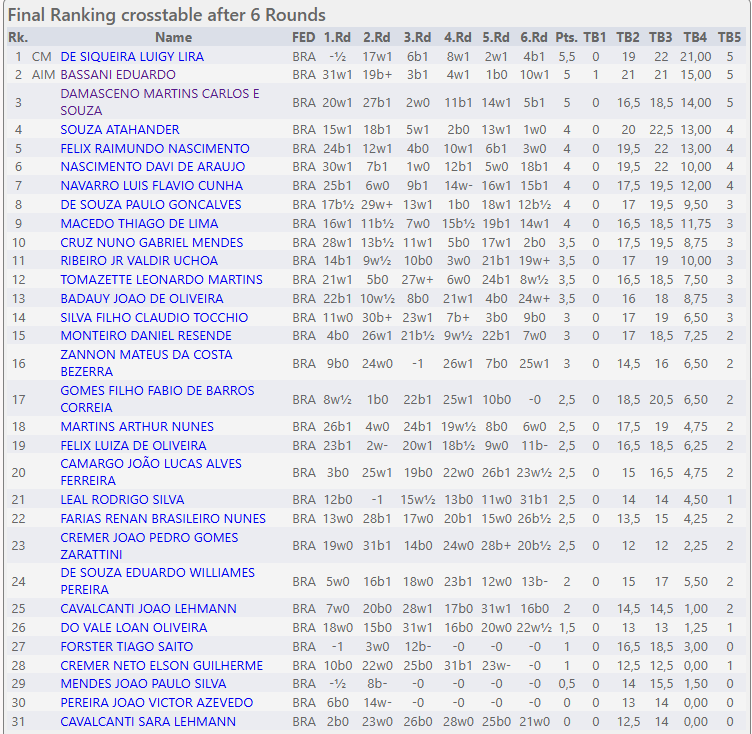 Final Ranking crosstable after 6 Rounds
Rk. Name FED 1.Rd 2.Rd 3.Rd 4.Rd 5.Rd 6.Rd Pts. TB1 TB2 TB3 TB4 TB5
1 CM DE SIQUEIRA LUIGY LIRA BRA -½ 17w1 6b1 8w1 2w1 4b1 5,5 0 19 22 21,00 5
2 AIM BASSANI EDUARDO BRA 31w1 19b+ 3b1 4w1 1b0 10w1 5 1 21 21 15,00 5
3 DAMASCENO MARTINS CARLOS E
SOUZA BRA 20w1 27b1 2w0 11b1 14w1 5b1 5 0 16,5 18,5 14,00 5
4 SOUZA ATAHANDER BRA 15w1 18b1 5w1 2b0 13w1 1w0 4 0 20 22,5 13,00 4
5 FELIX RAIMUNDO NASCIMENTO BRA 24b1 12w1 4b0 10w1 6b1 3w0 4 0 19,5 22 13,00 4
6 NASCIMENTO DAVI DE ARAUJO BRA 30w1 7b1 1w0 12b1 5w0 18b1 4 0 19,5 22 10,00 4
7 NAVARRO LUIS FLAVIO CUNHA BRA 25b1 6w0 9b1 14w- 16w1 15b1 4 0 17,5 19,5 12,00 4
8 DE SOUZA PAULO GONCALVES BRA 17b½ 29w+ 13w1 1b0 18w1 12b½ 4 0 17 19,5 9,50 3
9 MACEDO THIAGO DE LIMA BRA 16w1 11b½ 7w0 15b½ 19b1 14w1 4 0 16,5 18,5 11,75 3
10 CRUZ NUNO GABRIEL MENDES BRA 28w1 13b½ 11w1 5b0 17w1 2b0 3,5 0 17,5 19,5 8,75 3
11 RIBEIRO JR VALDIR UCHOA BRA 14b1 9w½ 10b0 3w0 21b1 19w+ 3,5 0 17 19 10,00 3
12 TOMAZETTE LEONARDO MARTINS BRA 21w1 5b0 27w+ 6w0 24b1 8w½ 3,5 0 16,5 18,5 7,50 3
13 BADAUY JOAO DE OLIVEIRA BRA 22b1 10w½ 8b0 21w1 4b0 24w+ 3,5 0 16 18 8,75 3
14 SILVA FILHO CLAUDIO TOCCHIO BRA 11w0 30b+ 23w1 7b+ 3b0 9b0 3 0 17 19 6,50 3
15 MONTEIRO DANIEL RESENDE BRA 4b0 26w1 21b½ 9w½ 22b1 7w0 3 0 17 18,5 7,25 2
16 ZANNON MATEUS DA COSTA
BEZERRA BRA 9b0 24w0 -1 26w1 7b0 25w1 3 0 14,5 16 6,50 2
17 GOMES FILHO FABIO DE BARROS
CORREIA BRA 8w½ 1b0 22b1 25w1 10b0 -0 2,5 0 18,5 20,5 6,50 2
18 MARTINS ARTHUR NUNES BRA 26b1 4w0 24b1 19w½ 8b0 6w0 2,5 0 17,5 19 4,75 2
19 FELIX LUIZA DE OLIVEIRA BRA 23b1 2w- 20w1 18b½ 9w0 11b- 2,5 0 16,5 18,5 6,25 2
20 CAMARGO JOÃO LUCAS ALVES
FERREIRA BRA 3b0 25w1 19b0 22w0 26b1 23w½ 2,5 0 15 16,5 4,75 2
21 LEAL RODRIGO SILVA BRA 12b0 -1 15w½ 13b0 11w0 31b1 2,5 0 14 14 4,50 1
22 FARIAS RENAN BRASILEIRO NUNES BRA 13w0 28b1 17w0 20b1 15w0 26b½ 2,5 0 13,5 15 4,25 2
23 CREMER JOAO PEDRO GOMES
ZARATTINI BRA 19w0 31b1 14b0 24w0 28b+ 20b½ 2,5 0 12 12 2,25 2
24 DE SOUZA EDUARDO WILLIAMES
PEREIRA BRA 5w0 16b1 18w0 23b1 12w0 13b- 2 0 15 17 5,50 2
25 CAVALCANTI JOAO LEHMANN BRA 7w0 20b0 28w1 17b0 31w1 16b0 2 0 14,5 14,5 1,00 2
26 DO VALE LOAN OLIVEIRA BRA 18w0 15b0 31w1 16b0 20w0 22w½ 1,5 0 13 13 1,25 1
27 FORSTER TIAGO SAITO BRA -1 3w0 12b- -0 -0 -0 1 0 16,5 18,5 3,00 0
28 CREMER NETO ELSON GUILHERME BRA 10b0 22w0 25b0 31b1 23w- -0 1 0 12,5 12,5 0,00 1
29 MENDES JOAO PAULO SILVA BRA -½ 8b- -0 -0 -0 -0 0,5 0 14 15,5 1,50 0
30 PEREIRA JOAO VICTOR AZEVEDO BRA 6b0 14w- -0 -0 -0 -0 0 0 13 14 0,00 0
31 CAVALCANTI SARA LEHMANN BRA 2b0 23w0 26b0 28w0 25b0 21w0 0 0 12,5 14 0,00 0